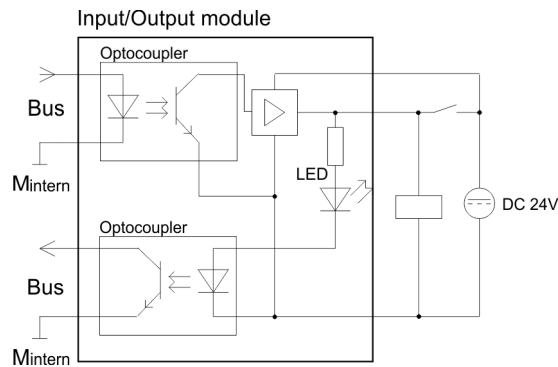 Input/Output module
Optocoupler
Bus
Mintern
LED
DC 24V
Optocoupler
Bus
Mintern